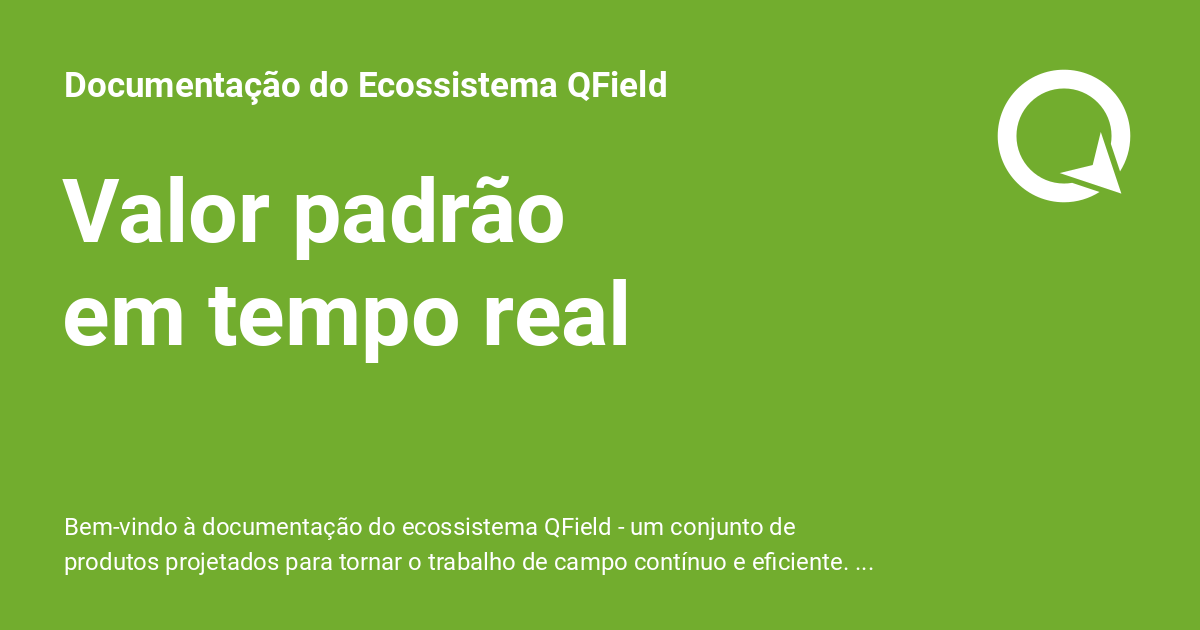 Documentação do Ecossistema QField
Valor padrão
em tempo real
Bem-vindo à documentação do ecossistema QField - um conjunto de
produtos projetados para tornar o trabalho de campo contínuo e eficiente. ...